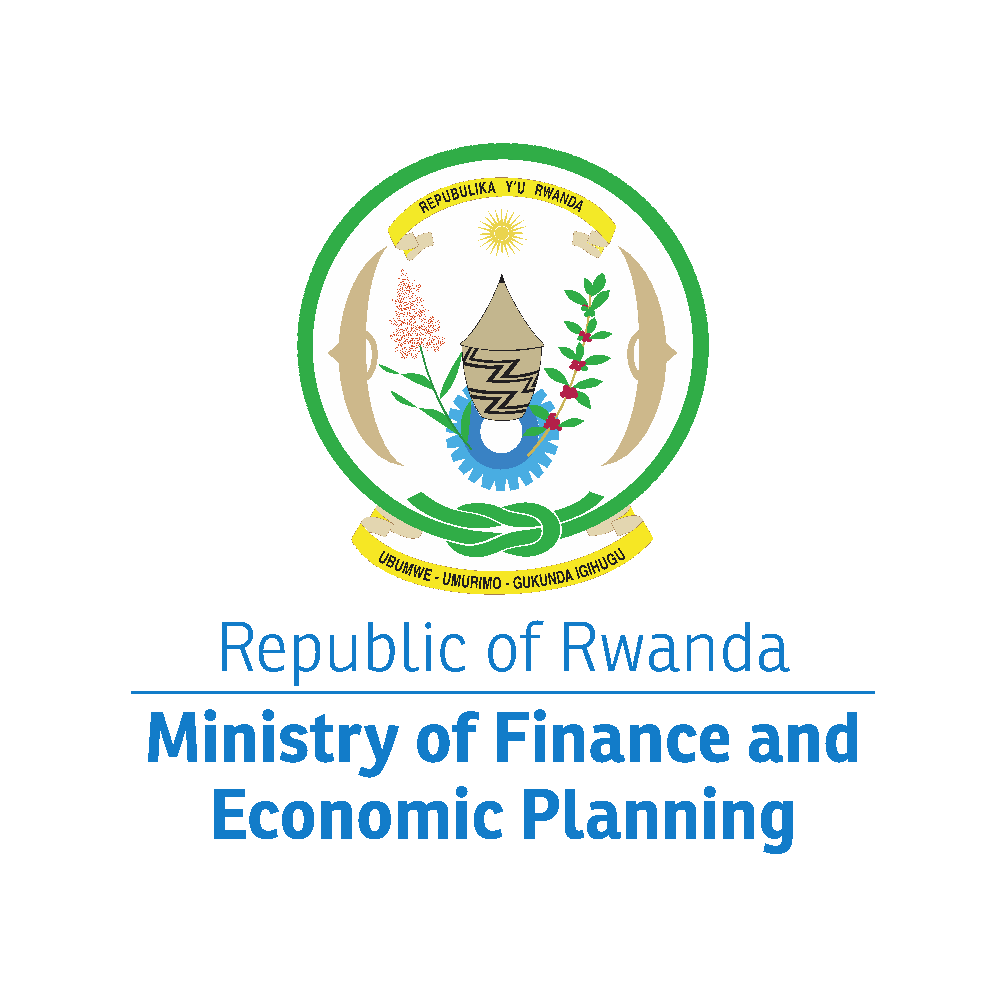 REPUBULIKA Y'U RWANDA
UBUMWE - UMURIMO - GUKUNDA IGIHUGU
Republic of Rwanda
Ministry of Finance and
Economic Planning